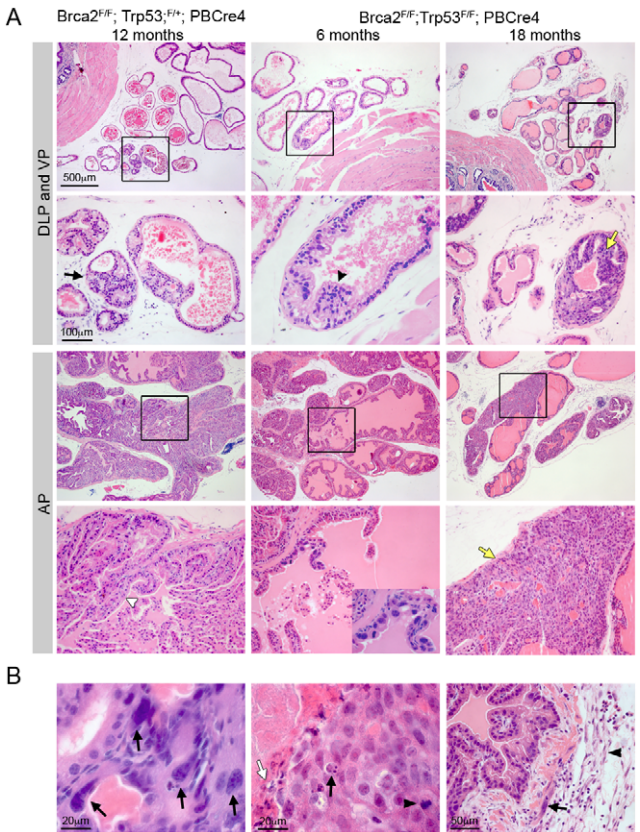 A
Brca2F/F; Trp53;F/+; PBCre4
Brca2F/F;Trp53F/F; PBCre4
12 months
6 months
18 months
DLP and VP
500μm
100μm
AP
B
20μm
20μm
50μm